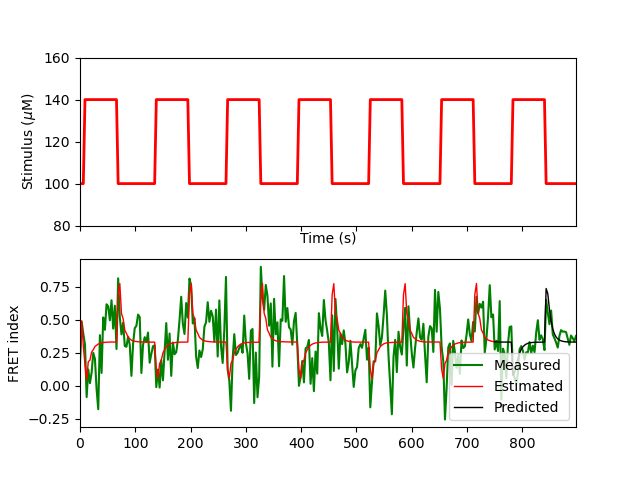 160
140
120
100
80
Stimulus (μM)
Time (s)
0.75
0.50
0.25
0.00
−0.25
FRET index
Measured
Estimated
Predicted
0 100 200 300 400 500 600 700 800